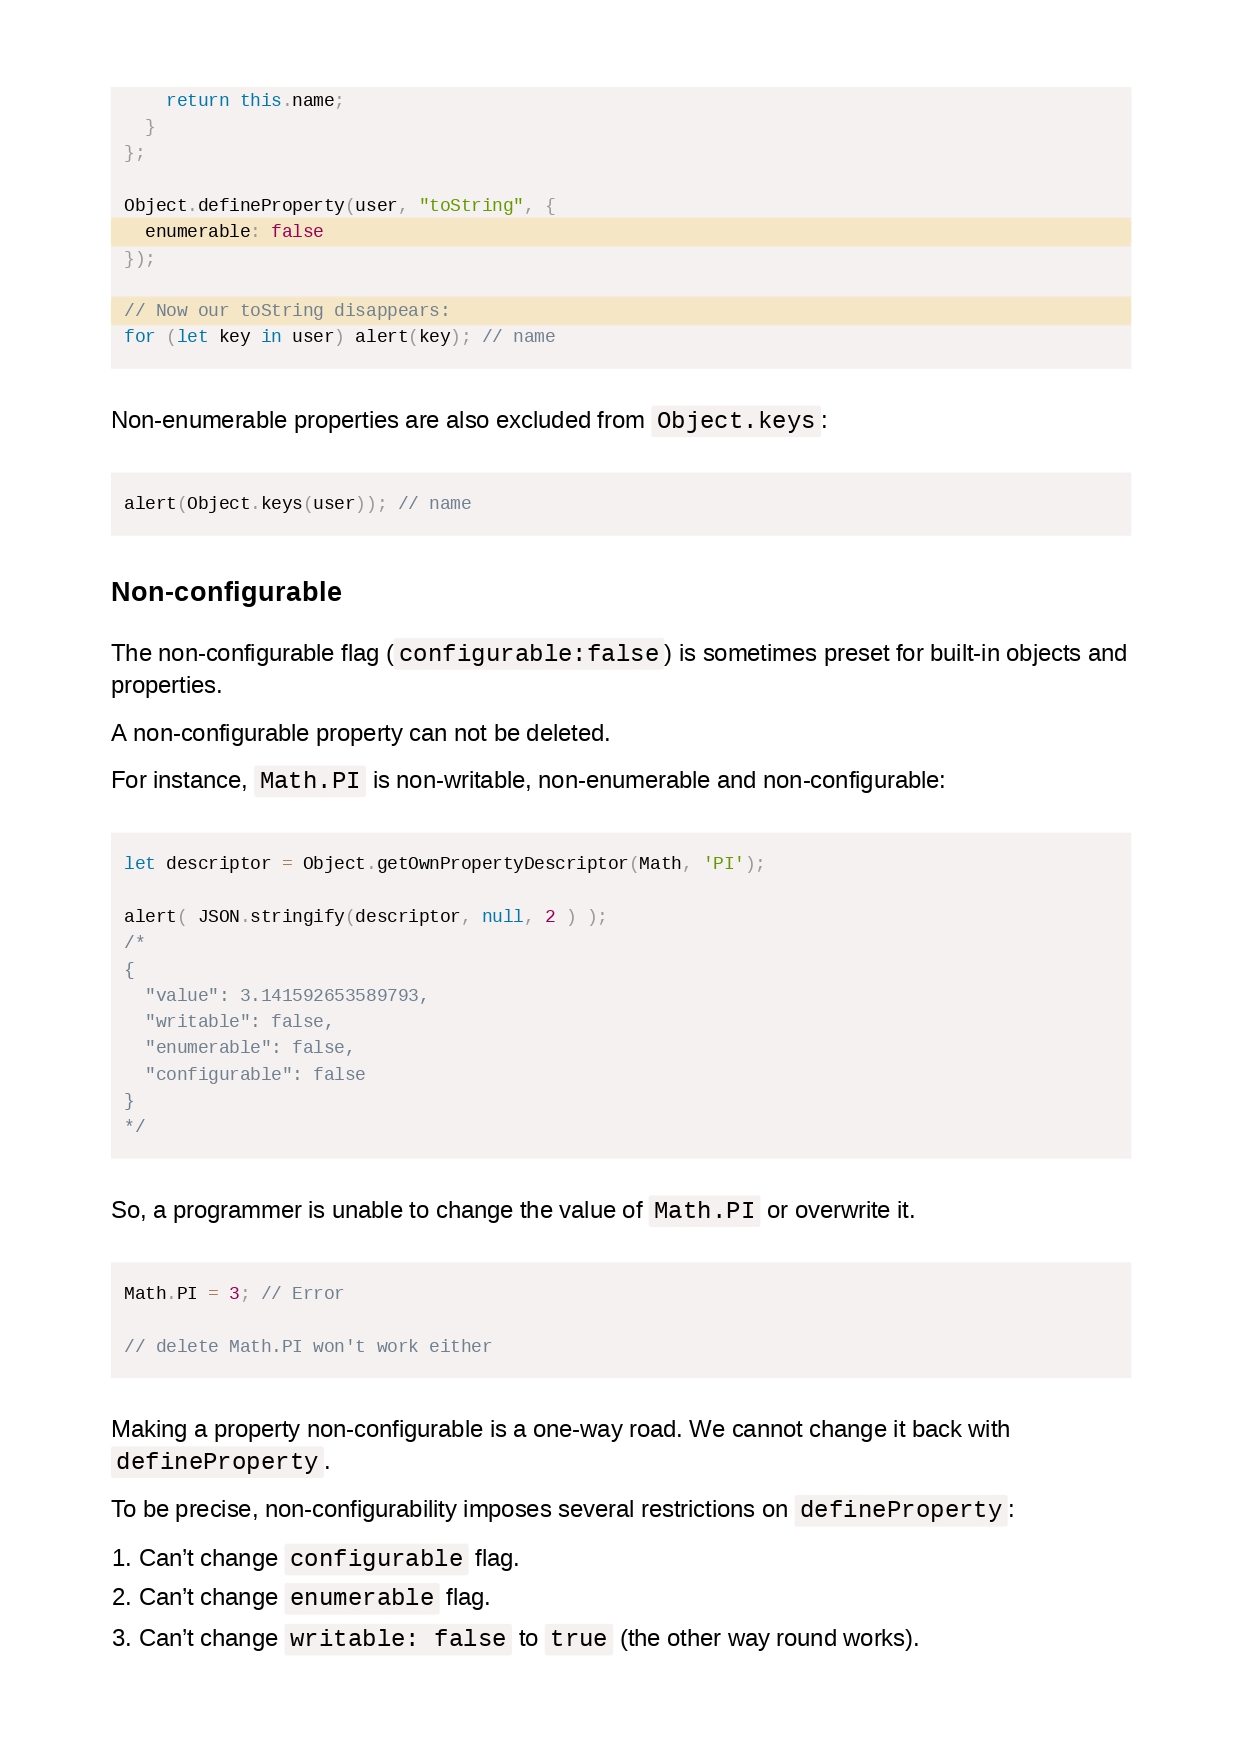 return this.name;
  }
};

Object.defineProperty(user, "toString", {
  enumerable: false
});

// Now our toString disappears:
for (let key in user) alert(key); // name

Non-enumerable properties are also excluded from Object.keys:

alert(Object.keys(user)); // name

Non-configurable

The non-configurable flag (configurable:false) is sometimes preset for built-in objects and
properties.

A non-configurable property can not be deleted.

For instance, Math.PI is non-writable, non-enumerable and non-configurable:

let descriptor = Object.getOwnPropertyDescriptor(Math, 'PI');

alert( JSON.stringify(descriptor, null, 2 ) );
/*
{
  "value": 3.141592653589793,
  "writable": false,
  "enumerable": false,
  "configurable": false
}
*/

So, a programmer is unable to change the value of Math.PI or overwrite it.

Math.PI = 3; // Error

// delete Math.PI won't work either

Making a property non-configurable is a one-way road. We cannot change it back with
defineProperty.

To be precise, non-configurability imposes several restrictions on defineProperty:

1. Can’t change configurable flag.
2. Can’t change enumerable flag.
3. Can’t change writable: false to true (the other way round works).